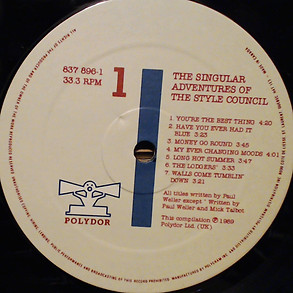 837 896-1
33.3 RPM
1
THE SINGULAR
ADVENTURES OF
THE STYLE COUNCIL
1. YOU'RE THE BEST THING 4:20
2. HAVE YOU EVER HAD IT
BLUE 3:23
3. MONEY GO ROUND 3:45
4. MY EVER CHANGING MOODS 4:01
5. LONG HOT SUMMER 3:47
6. THE LODGERS* 3:33
7. WALLS COME TUMBLIN'
DOWN 3:21
All titles written by Paul
Weller except * Written by
Paul Weller and Mick Talbot
This compilation ℗ 1989
Polydor Ltd. (UK)
POLYDOR